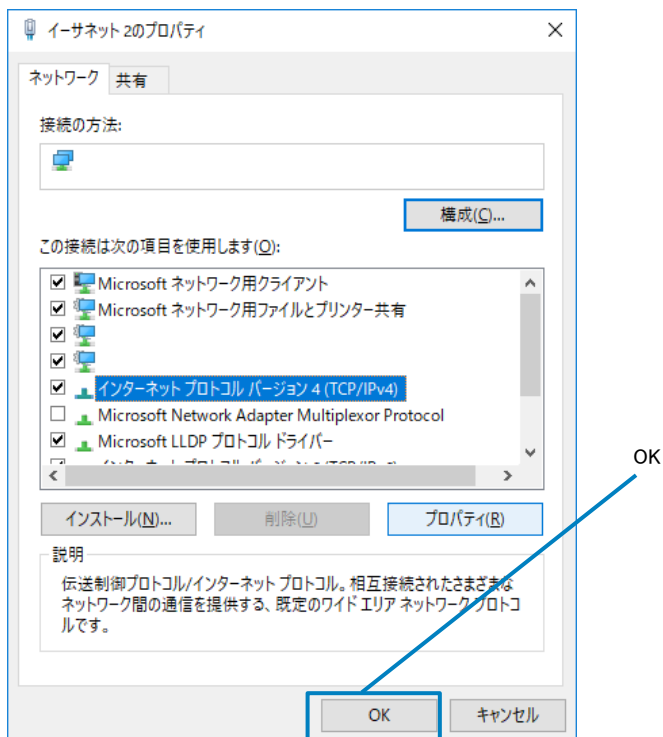 イーサネット 2のプロパティ
ネットワーク 共有
接続の方法:
構成(C)...
この接続は次の項目を使用します(O):
Microsoft ネットワーク用クライアント
Microsoft ネットワーク用ファイルとプリンター共有
インターネット プロトコル バージョン 4 (TCP/IPv4)
Microsoft Network Adapter Multiplexor Protocol
Microsoft LLDP プロトコル ドライバー
OK
インストール(N)... 削除(U) プロパティ(R)
説明
伝送制御プロトコル/インターネット プロトコル。相互接続されたさまざまな
ネットワーク間の通信を提供する、既定のワイド エリア ネットワーク プロトコ
ルです。
OK キャンセル